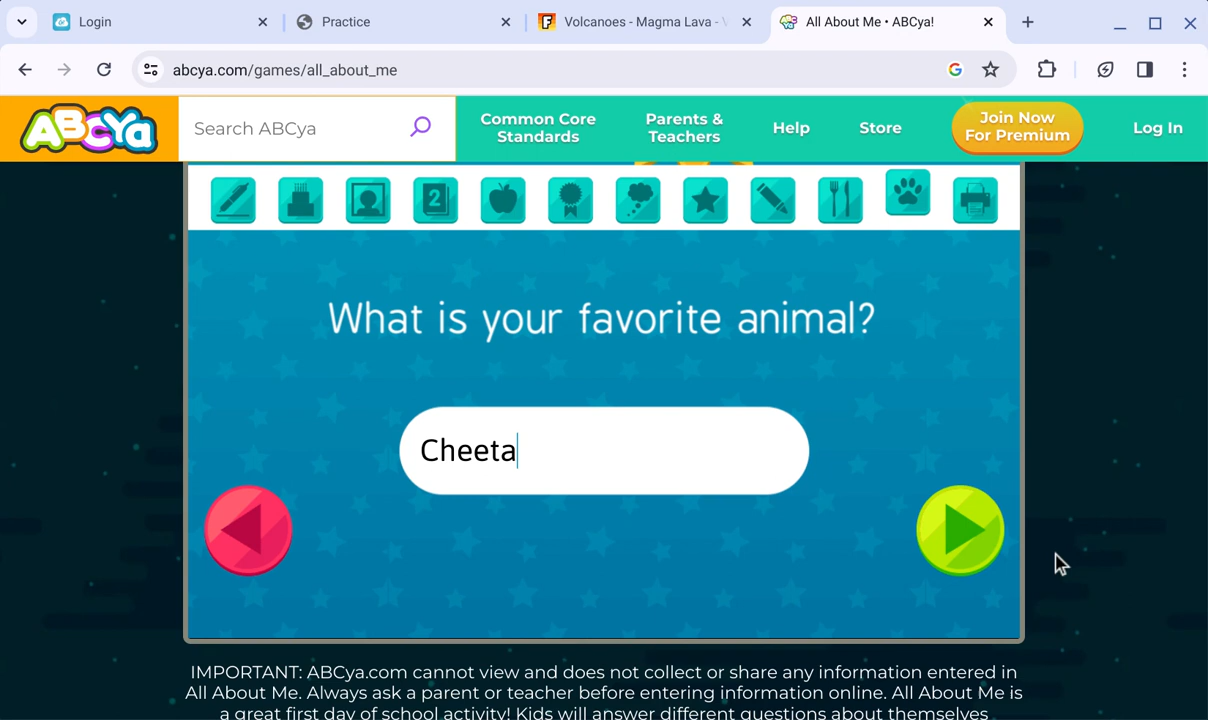 Login
Practice
Volcanoes - Magma Lava - V
All About Me • ABCya!
abcya.com/games/all_about_me
ABCYa
Search ABCya
Common Core
Standards
Parents &
Teachers
Help
Store
Join Now
For Premium
Log In
2
What is your favorite animal?
Cheeta
IMPORTANT: ABCya.com cannot view and does not collect or share any information entered in
All About Me. Always ask a parent or teacher before entering information online. All About Me is
a great first day of school activity! Kids will answer different questions about themselves